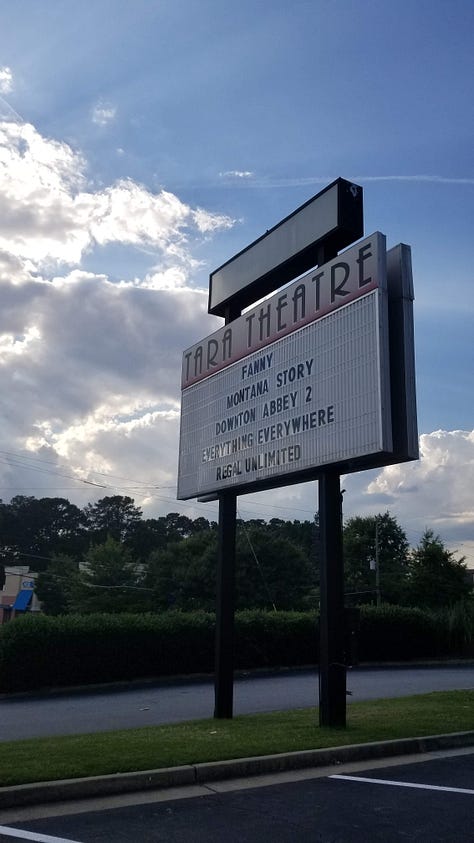 TARA THEATRE
FANNY
MONTANA STORY
DOWNTON ABBEY 2
EVERYTHING EVERYWHERE
REGAL UNLIMITED